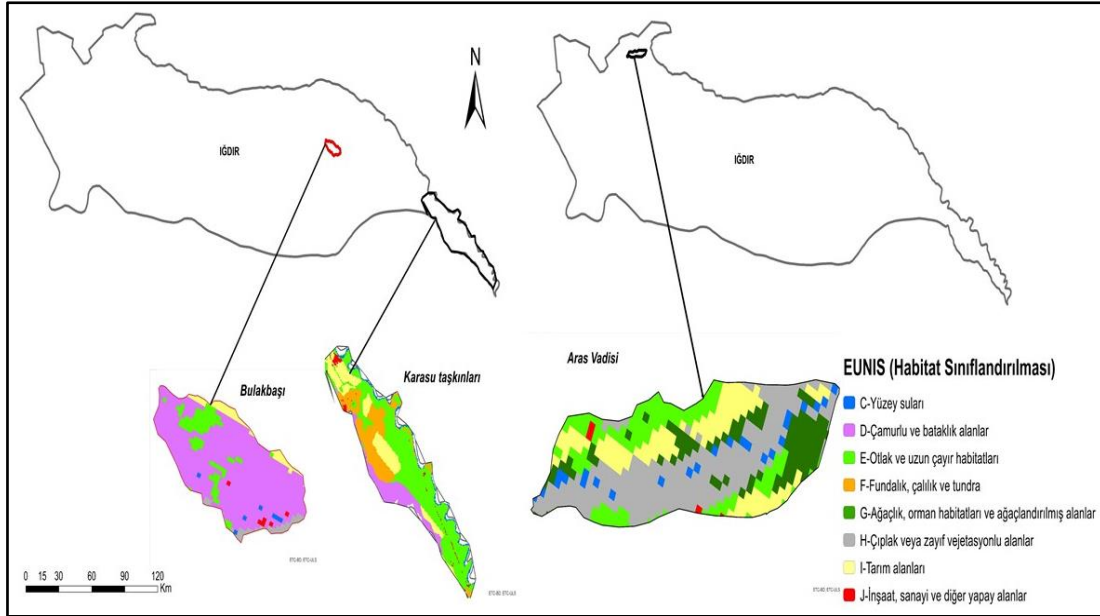 N
IĞDIR
IĞDIR
Bulakbaşı
Karasu taşkınları
Aras Vadisi
0 15 30 60 90 120
Km
EUNIS (Habitat Sınıflandırılması)
C-Yüzey suları
D-Çamurlu ve bataklık alanlar
E-Otlak ve uzun çayır habitatları
F-Fundalık, çalılık ve tundra
G-Ağaçlık, orman habitatları ve ağaçlandırılmış alanlar
H-Çıplak veya zayıf vejetasyonlu alanlar
I-Tarım alanları
J-İnşaat, sanayi ve diğer yapay alanlar